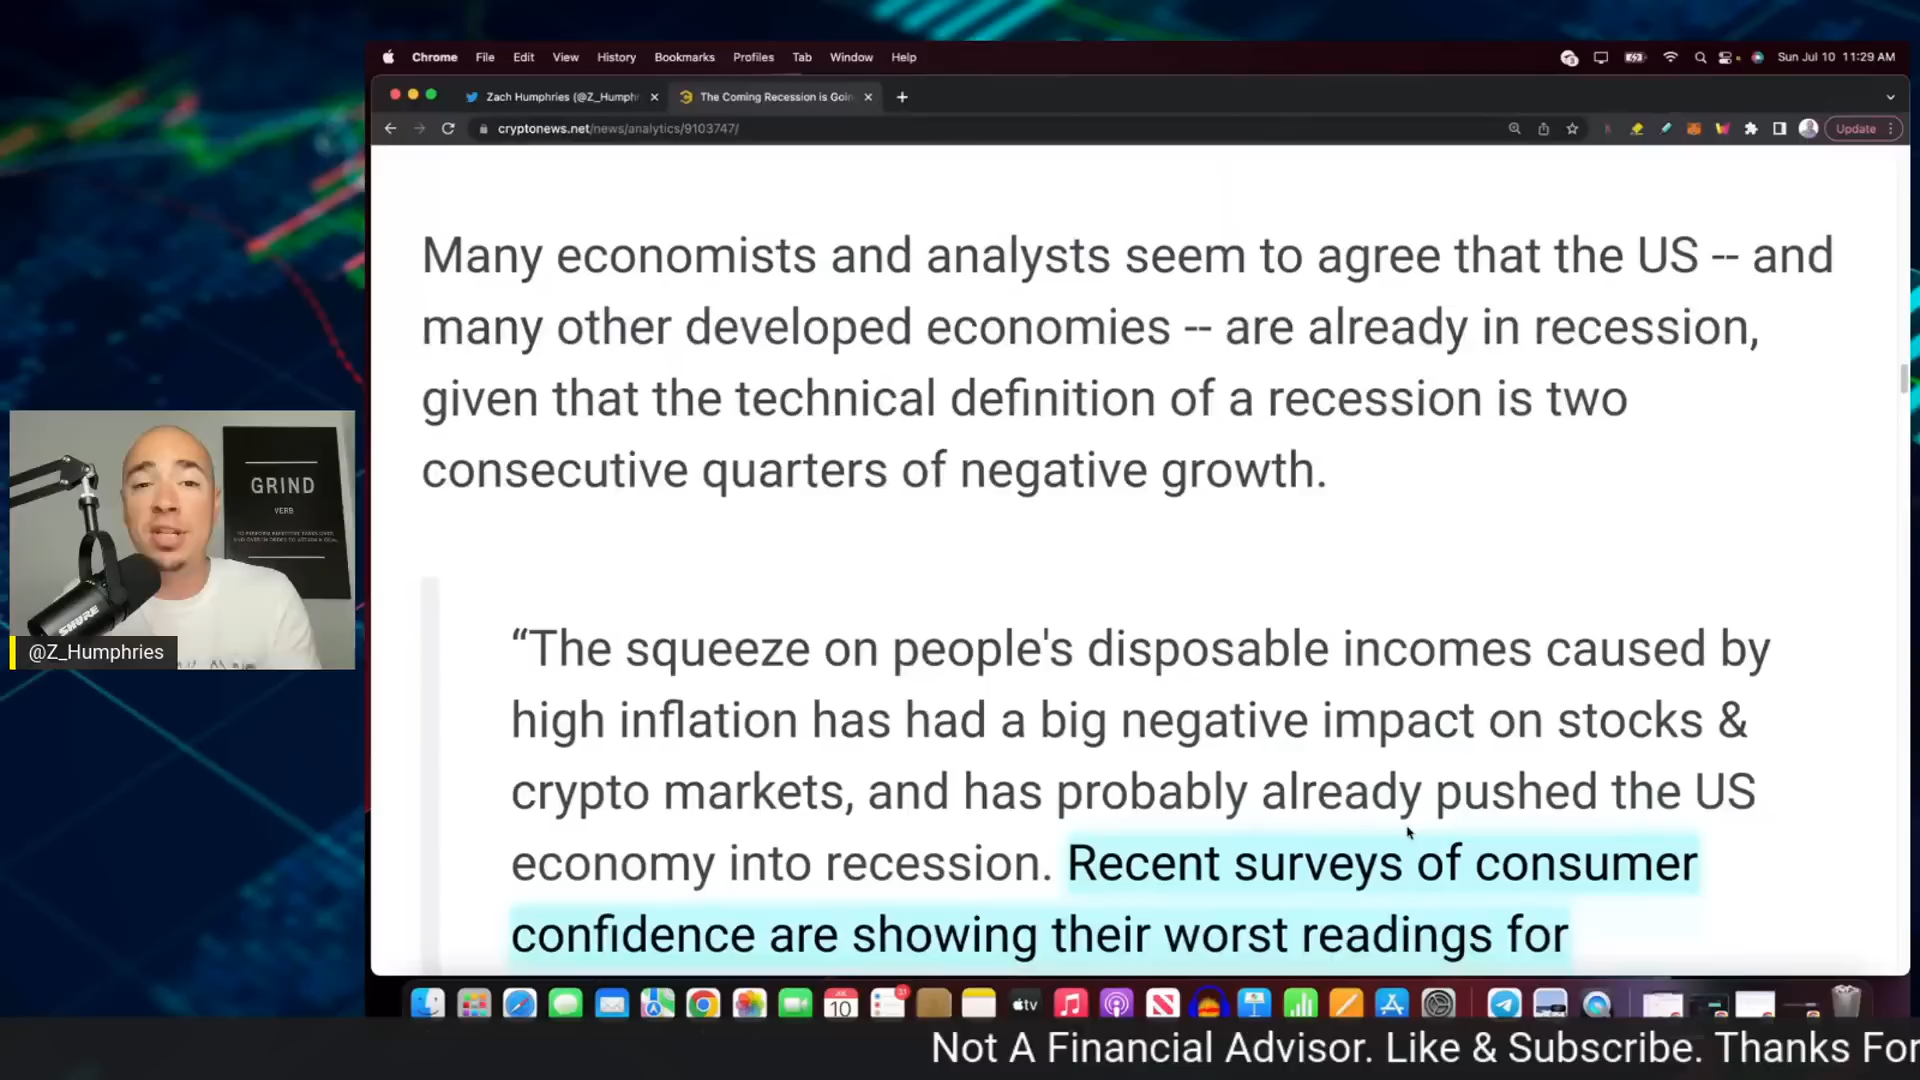 Chrome File Edit View History Bookmarks Profiles Tab Window Help
Sun Jul 10 11:29 AM
Zach Humphries (@Z_Humphr
The Coming Recession is Goin
cryptonews.net/news/analytics/9103747/
Update
Many economists and analysts seem to agree that the US -- and
many other developed economies -- are already in recession,
given that the technical definition of a recession is two
consecutive quarters of negative growth.
“The squeeze on people's disposable incomes caused by
high inflation has had a big negative impact on stocks &
crypto markets, and has probably already pushed the US
economy into recession. Recent surveys of consumer
confidence are showing their worst readings for
GRIND
VERB
SHURE
@Z_Humphries
31
10
tv
Not A Financial Advisor. Like & Subscribe. Thanks For